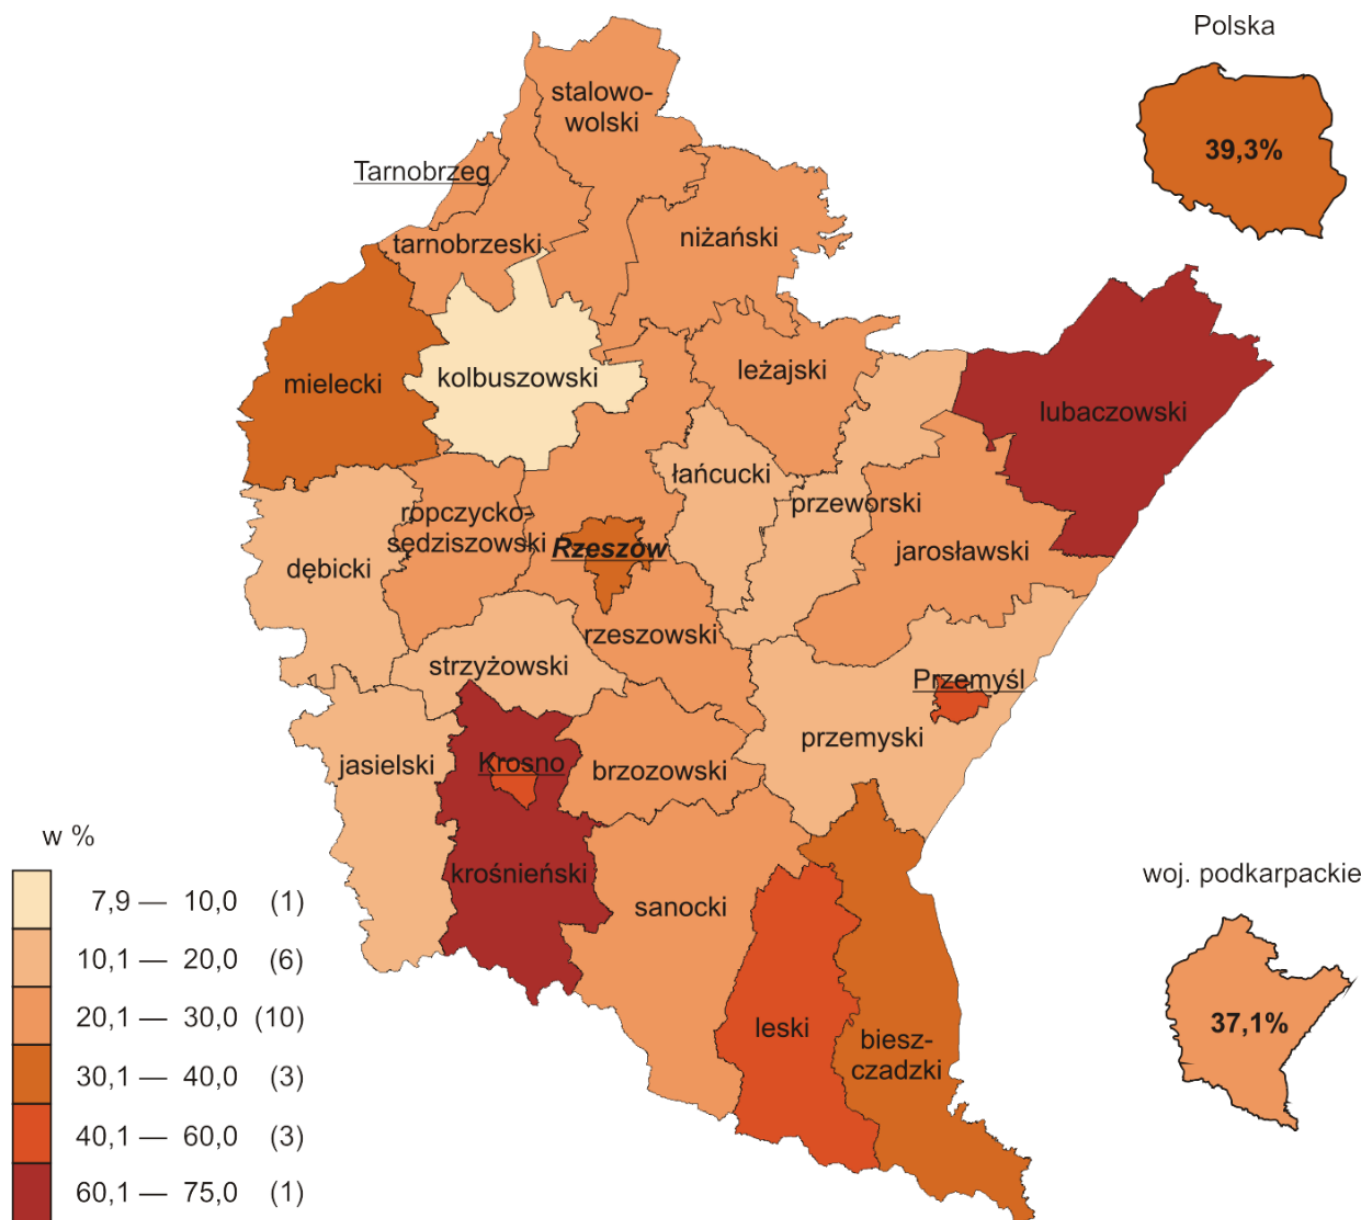 Polska
39,3%
stalowo-
wolski
Tarnobrzeg
tarnobrzeski
niżański
mielecki
kolbuszowski
leżajski
lubaczowski
łańcucki
przeworski
ropczycko-
sędziszowski
Rzeszów
jarosławski
dębicki
rzeszowski
strzyżowski
Przemyśl
przemyski
jasielski
Krosno
brzozowski
krośnieński
sanocki
leski
biesz-
czadzki
w %
7,9 — 10,0 (1)
10,1 — 20,0 (6)
20,1 — 30,0 (10)
30,1 — 40,0 (3)
40,1 — 60,0 (3)
60,1 — 75,0 (1)
woj. podkarpackie
37,1%